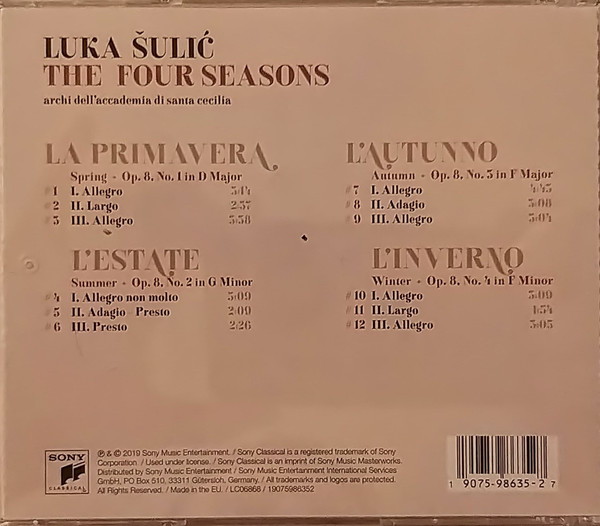 LUKA ŠULIĆ
THE FOUR SEASONS
archi dell'accademia di santa cecilia
LA PRIMAVERA
Spring - Op. 8, No. 1 in D Major
#1 I. Allegro 3:14
#2 II. Largo 2:37
#3 III. Allegro 3:38
L'ESTATE
Summer - Op. 8, No. 2 in G Minor
#4 I. Allegro non molto 3:09
#5 II. Adagio - Presto 2:09
#6 III. Presto 2:26
L'AUTUNNO
Autumn - Op. 8, No. 3 in F Major
#7 I. Allegro
#8 II. Adagio 3:08
#9 III. Allegro 3:04
L'INVERNO
Winter - Op. 8, No. 4 in F Minor
#10 I. Allegro 3:09
#11 II. Largo
#12 III. Allegro 3:03
SONY
CLASSICAL
℗ & © 2019 Sony Music Entertainment. / Sony Classical is a registered trademark of Sony
Corporation. / Used under license. / Sony Classical is an imprint of Sony Music Masterworks.
Distributed by Sony Music Entertainment / Sony Music Entertainment International Services
GmbH, PO Box 510, 33311 Gütersloh, Germany. / All trademarks and logos are protected.
All Rights Reserved. / Made in the EU. / LC06868 / 19075986352
1 9075-98635-2 7